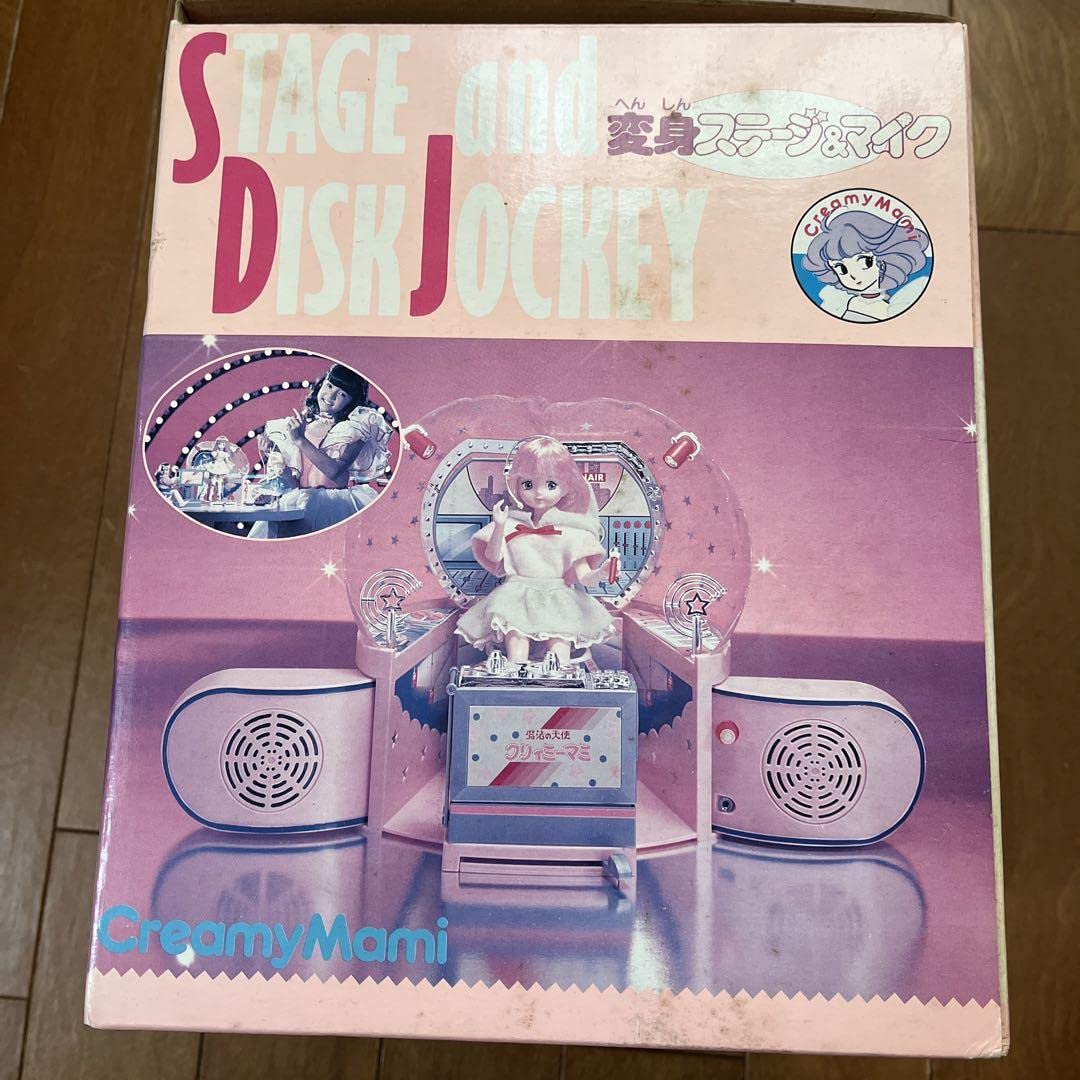 STAGE and
DISK JOCKEY
へん しん
変身ステージ&マイク
CreamyMami
NAIR
魔法の天使
クリィミーマミ
CreamyMami